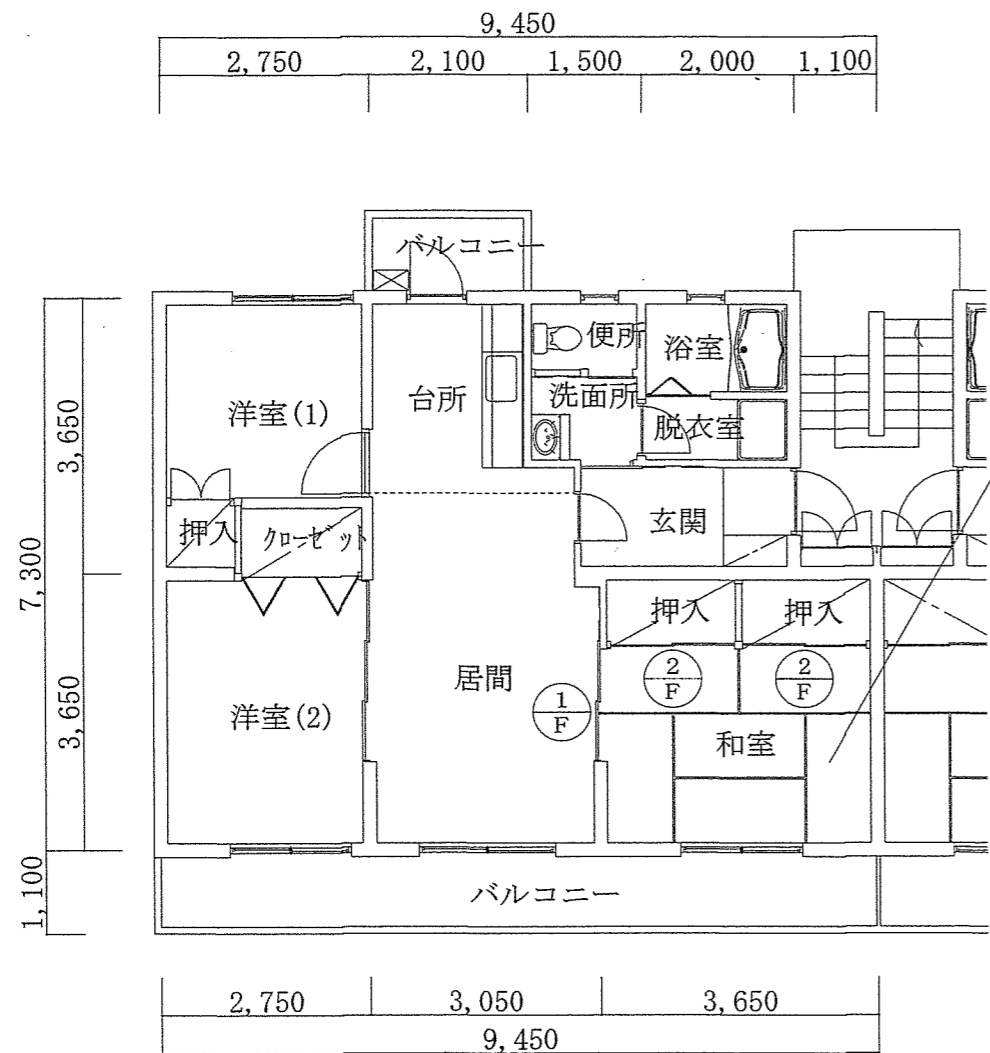 9,450
2,750 2,100 1,500 2,000 1,100
バルコニー
便所
浴室
台所
洗面所
洋室(1)
脱衣室
3,650
押入
クローゼット
玄関
7,300
押入
押入
居間
2
F
2
F
3,650
洋室(2)
1
F
和室
1,100
バルコニー
2,750 3,050 3,650
9,450